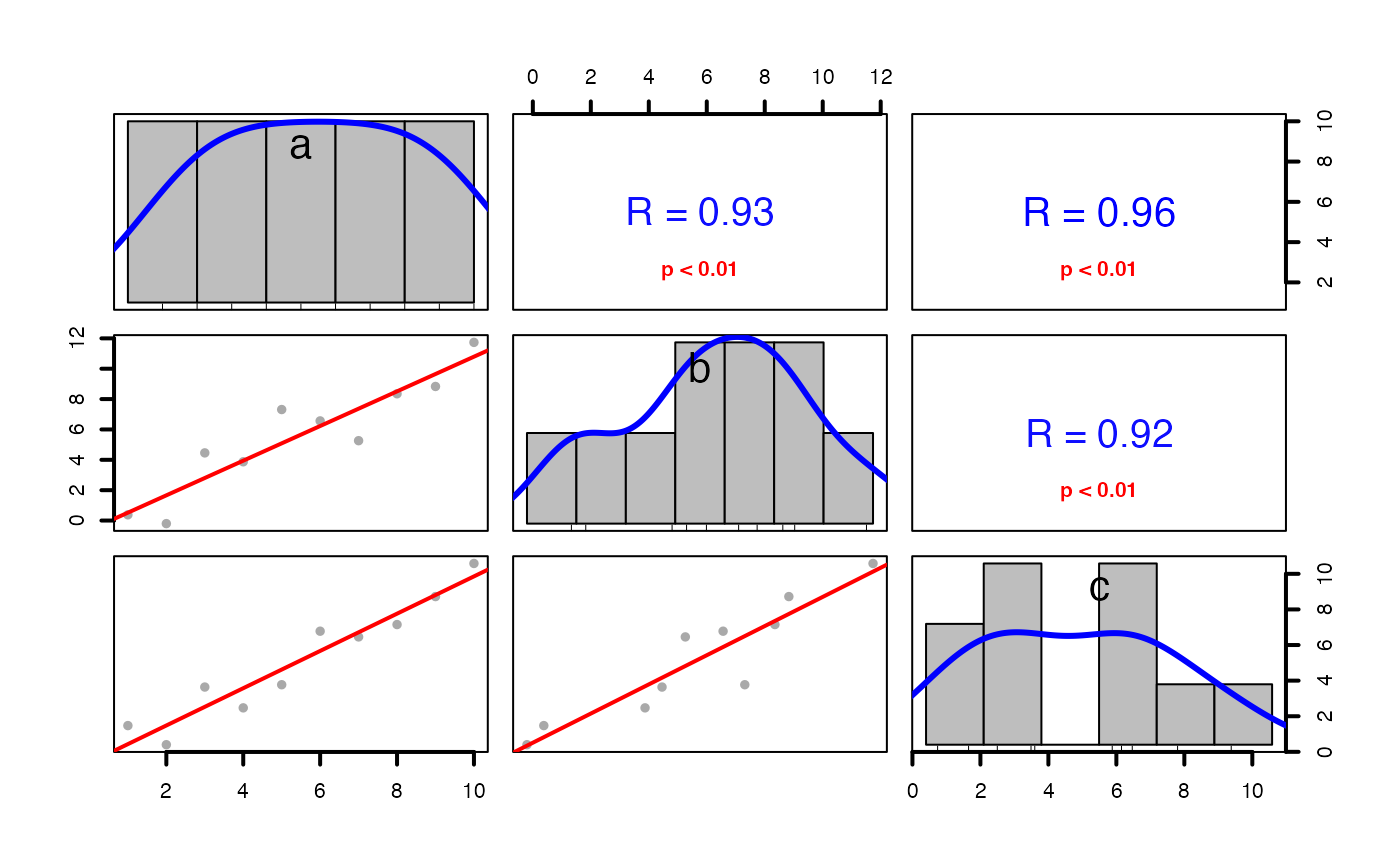 0 2 4 6 8 10 12
a
R = 0.93
p < 0.01
R = 0.96
p < 0.01
2 4 6 8 10
0 2 4 6 8 12
b
R = 0.92
p < 0.01
c
0 2 4 6 8 10
2 4 6 8 10
0 2 4 6 8 10